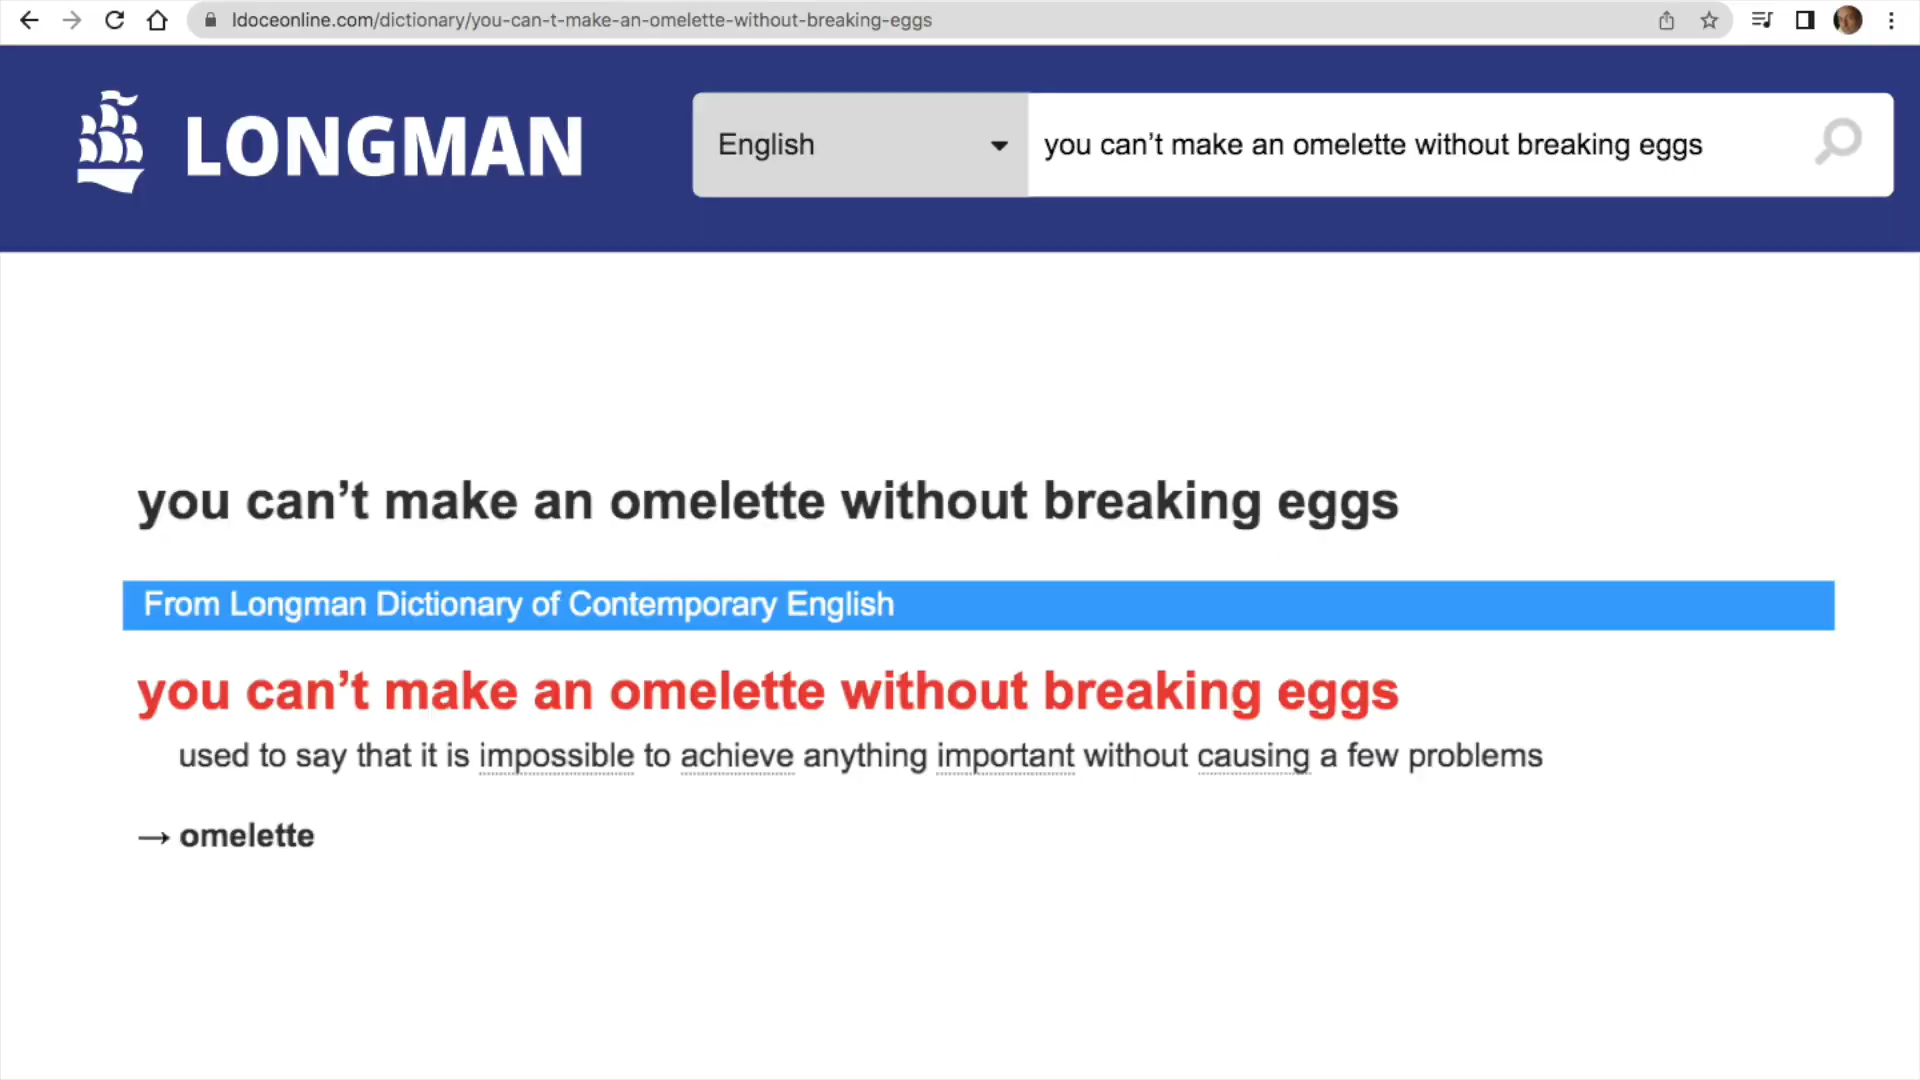 ldoceonline.com/dictionary/you-can-t-make-an-omelette-without-breaking-eggs
LONGMAN
English
you can’t make an omelette without breaking eggs
you can’t make an omelette without breaking eggs
From Longman Dictionary of Contemporary English
you can’t make an omelette without breaking eggs
used to say that it is impossible to achieve anything important without causing a few problems
→ omelette